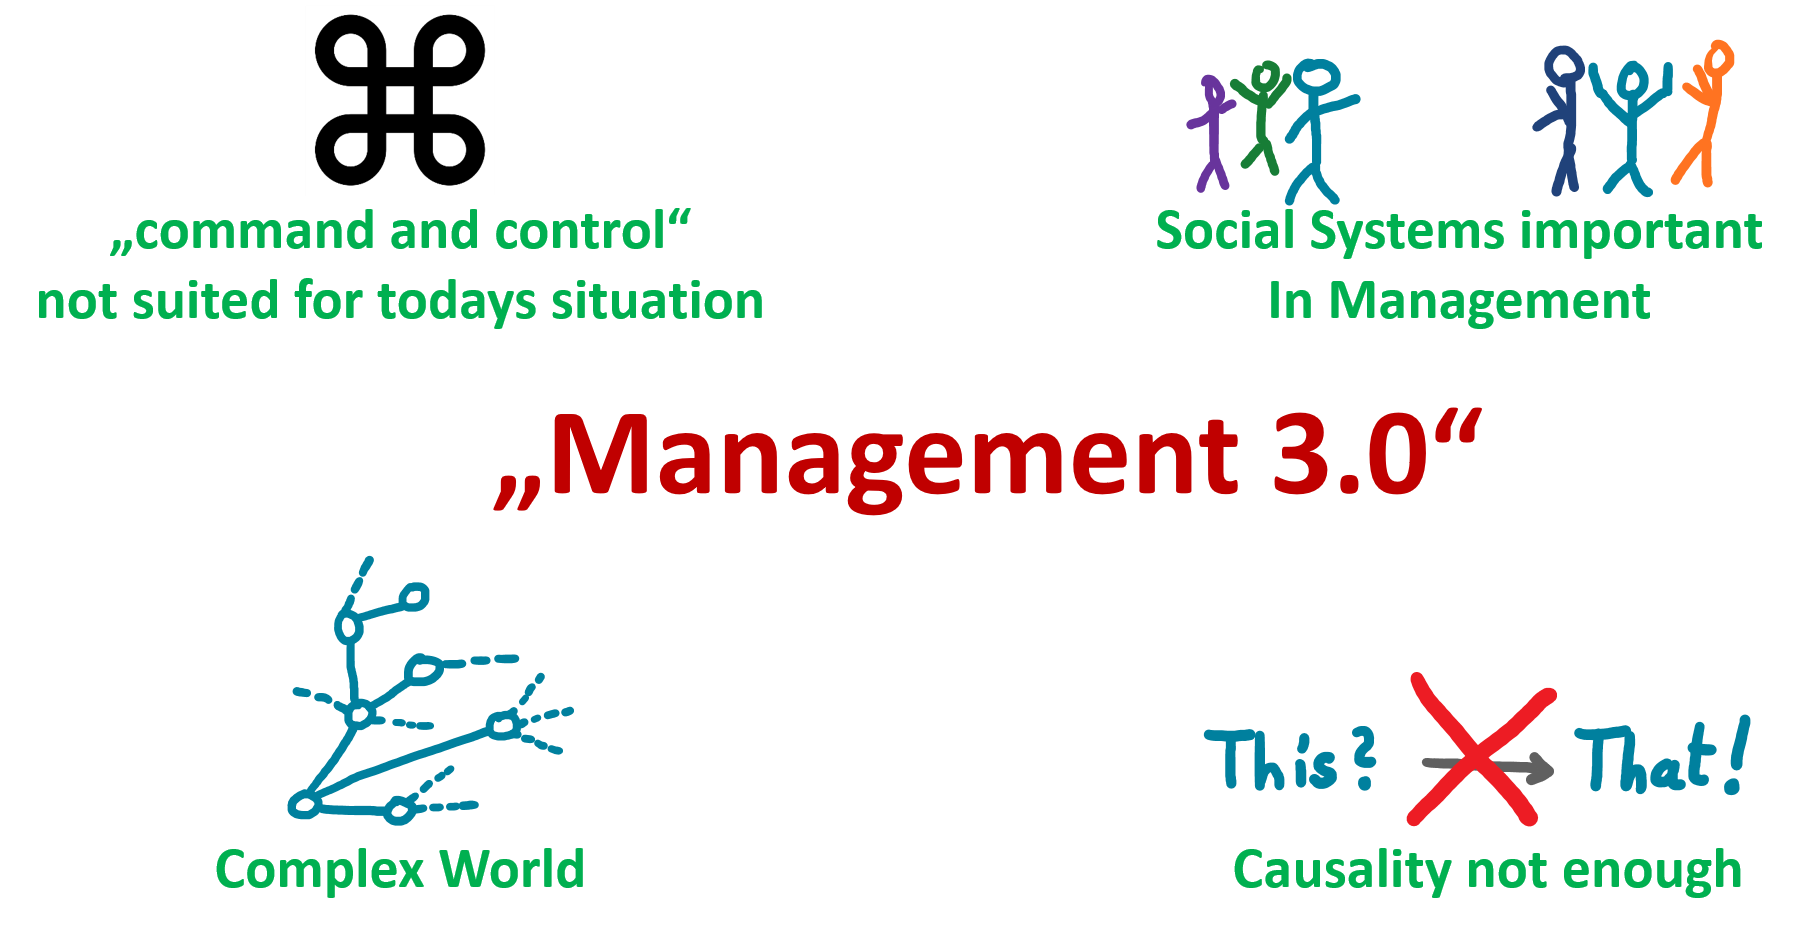 „command and control“
not suited for todays situation
Social Systems important
In Management
„Management 3.0“
Complex World
This? That!
Causality not enough